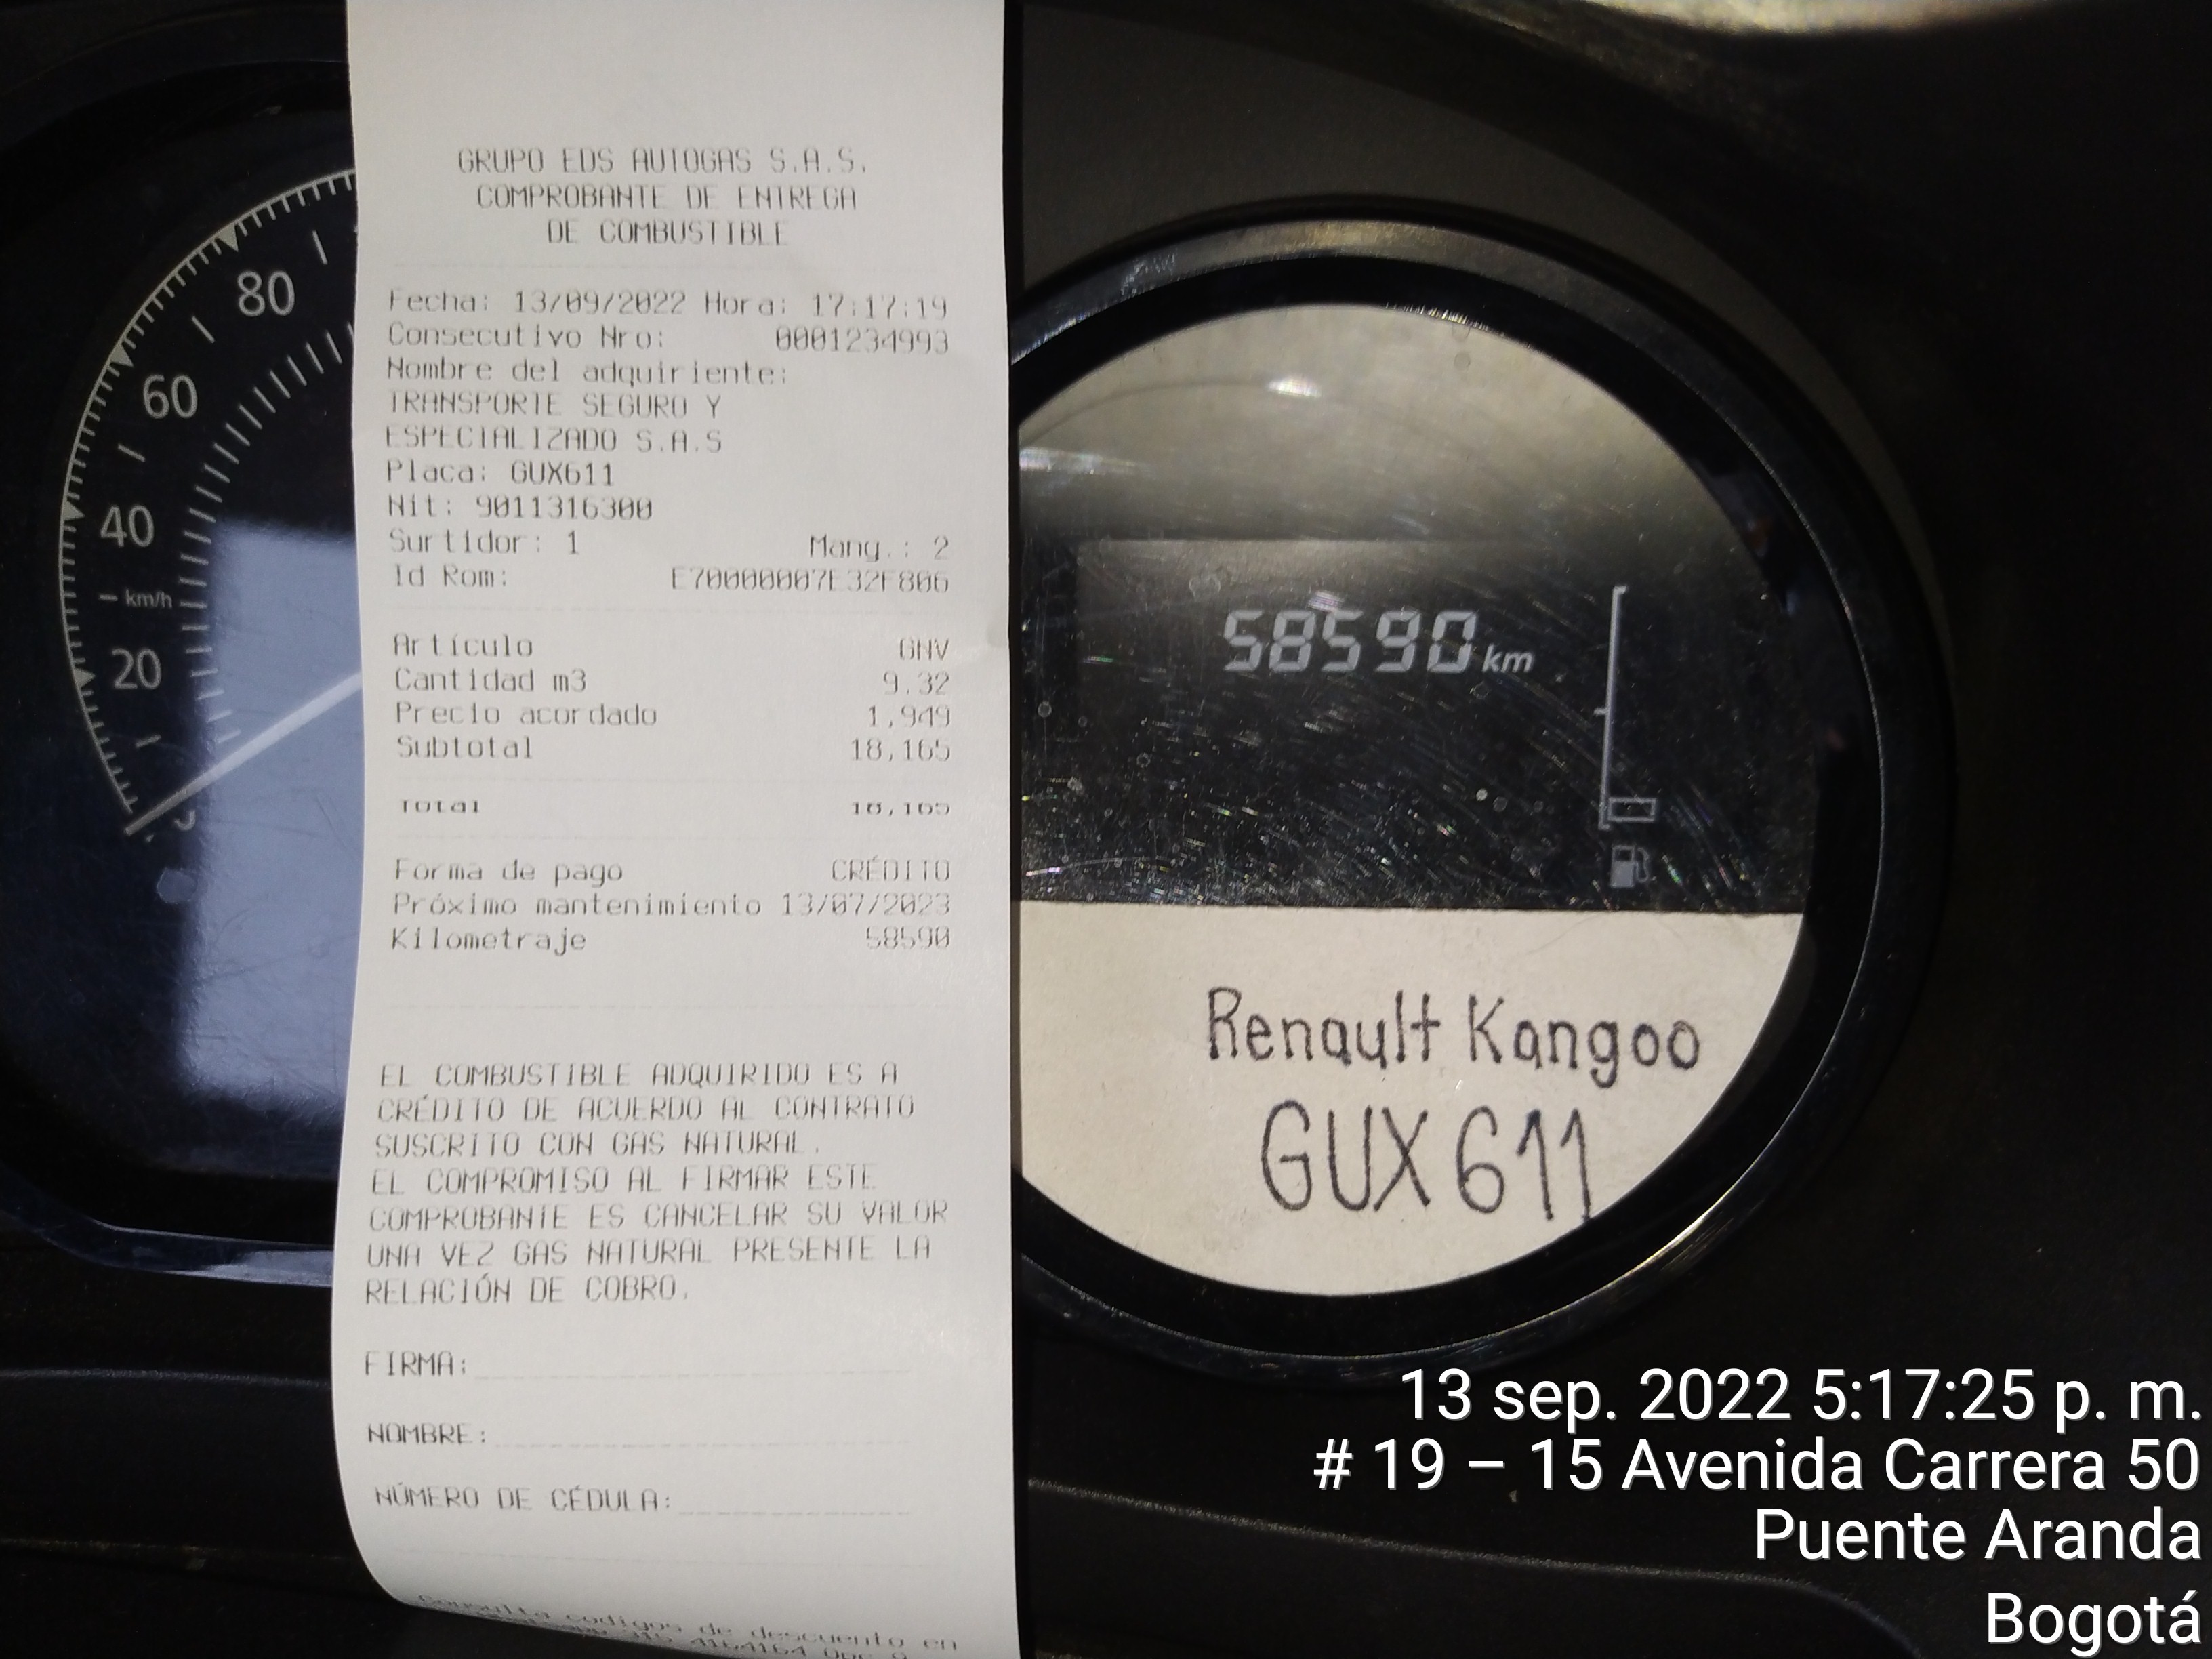 GRUPO EDS AUTOGAS S.A.S.
COMPROBANTE DE ENTREGA
DE COMBUSTIBLE
Fecha: 13/09/2022 Hora: 17:17:19
Consecutivo Nro: 0001234993
Nombre del adquiriente:
TRANSPORTE SEGURO Y
ESPECIALIZADO S.A.S
Placa: GUX611
Nit: 9011316300
Surtidor: 1 Mang.: 2
Id Rom: E70000007E32F806
Artículo GNV
Cantidad m3 9.32
Precio acordado 1,949
Subtotal 18,165
Total 18,165
Forma de pago CRÉDITO
Próximo mantenimiento 13/07/2023
Kilometraje 58590
EL COMBUSTIBLE ADQUIRIDO ES A
CRÉDITO DE ACUERDO AL CONTRATO
SUSCRITO CON GAS NATURAL.
EL COMPROMISO AL FIRMAR ESTE
COMPROBANTE ES CANCELAR SU VALOR
UNA VEZ GAS NATURAL PRESENTE LA
RELACIÓN DE COBRO.
FIRMA:
NOMBRE:
NÚMERO DE CÉDULA:
Consulta codigos de descuento en
80
60
40
km/h
20
58590 km
Renault Kangoo
GUX 611
13 sep. 2022 5:17:25 p. m.
# 19 – 15 Avenida Carrera 50
Puente Aranda
Bogotá